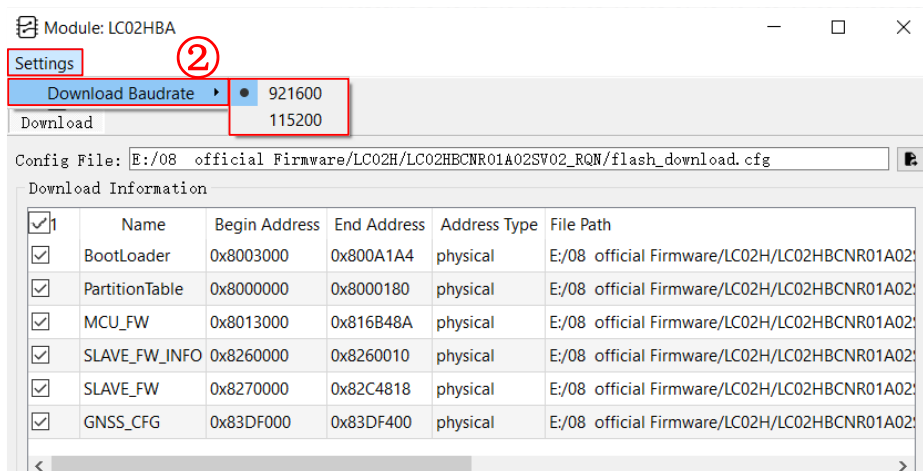 Module: LC02HBA
Settings
②
Download Baudrate
921600
115200
Download
Config File: E:/08 official Firmware/LC02H/LC02HBCNR01A02SV02_RQN/flash_download.cfg
Download Information
1 Name Begin Address End Address Address Type File Path
BootLoader 0x8003000 0x800A1A4 physical E:/08 official Firmware/LC02H/LC02HBCNR01A02
PartitionTable 0x8000000 0x8000180 physical E:/08 official Firmware/LC02H/LC02HBCNR01A02
MCU_FW 0x8013000 0x816B48A physical E:/08 official Firmware/LC02H/LC02HBCNR01A02
SLAVE_FW_INFO 0x8260000 0x8260010 physical E:/08 official Firmware/LC02H/LC02HBCNR01A02
SLAVE_FW 0x8270000 0x82C4818 physical E:/08 official Firmware/LC02H/LC02HBCNR01A02
GNSS_CFG 0x83DF000 0x83DF400 physical E:/08 official Firmware/LC02H/LC02HBCNR01A02